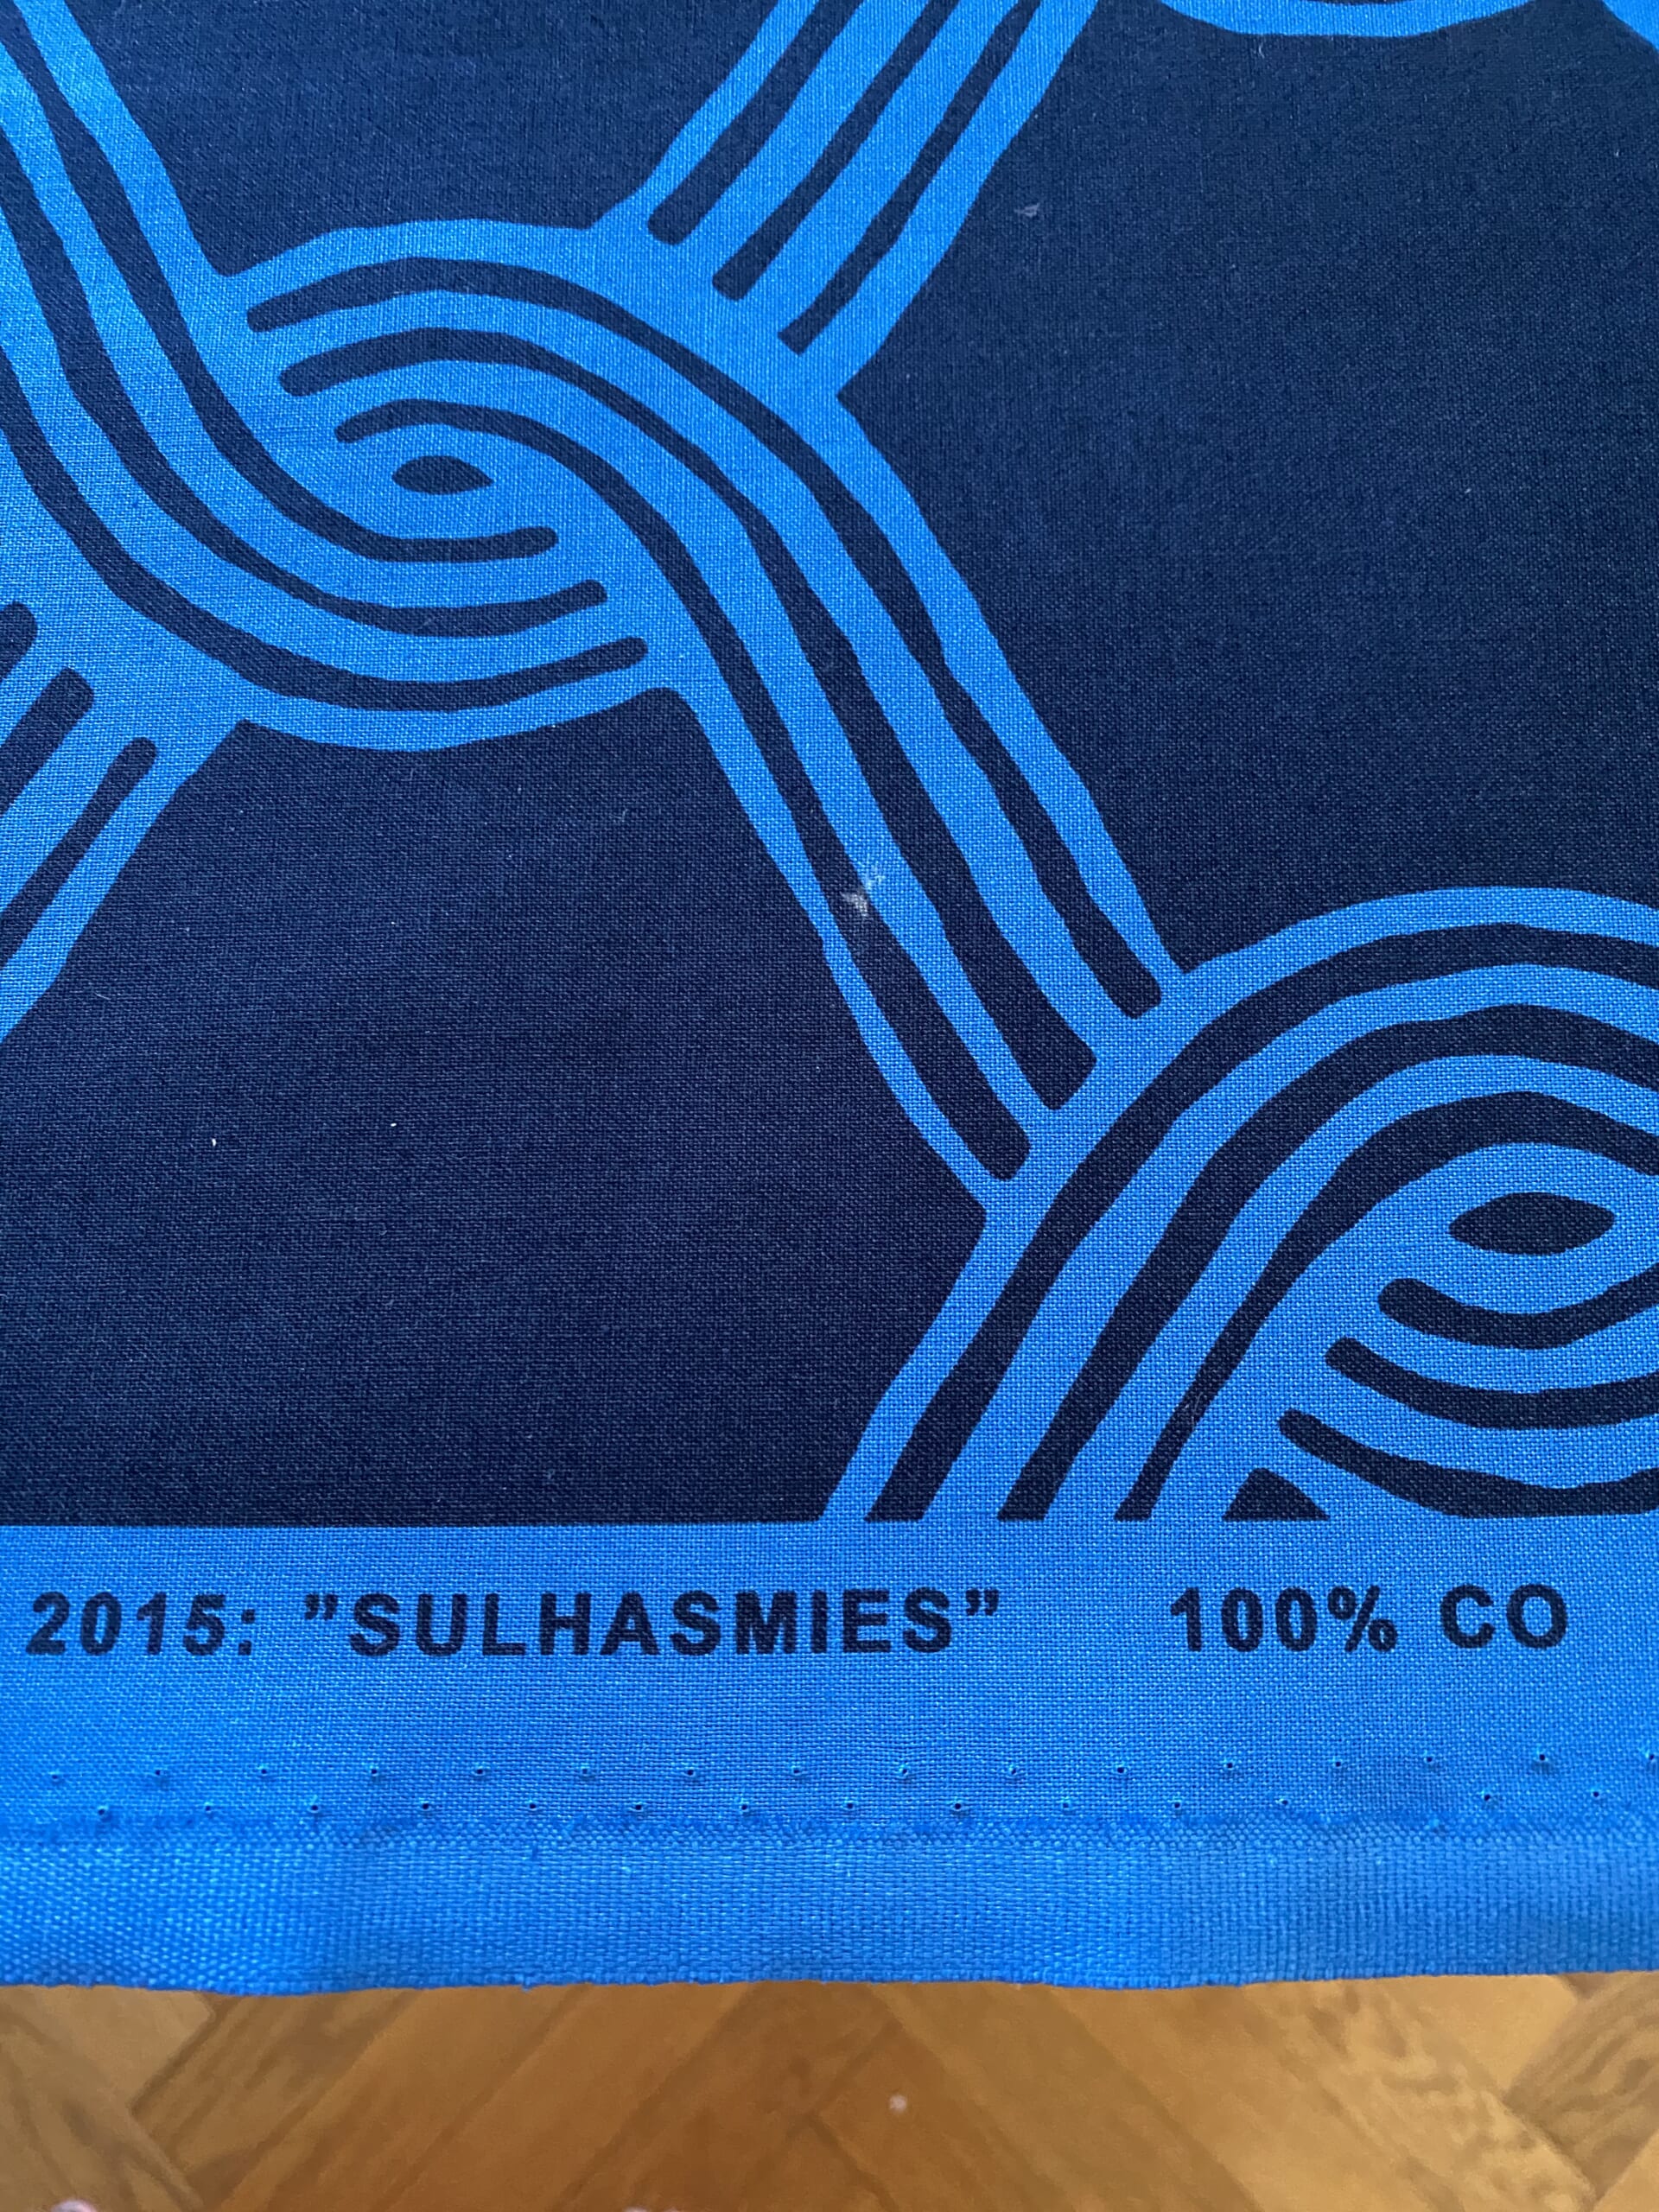 2015: ”SULHASMIES” 100% CO